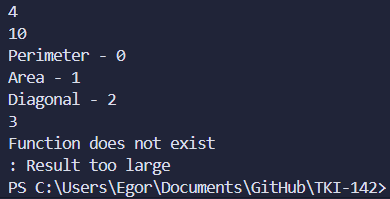 4
10
Perimeter - 0
Area - 1
Diagonal - 2
3
Function does not exist
: Result too large
PS C:\Users\Egor\Documents\GitHub\TKI-142>